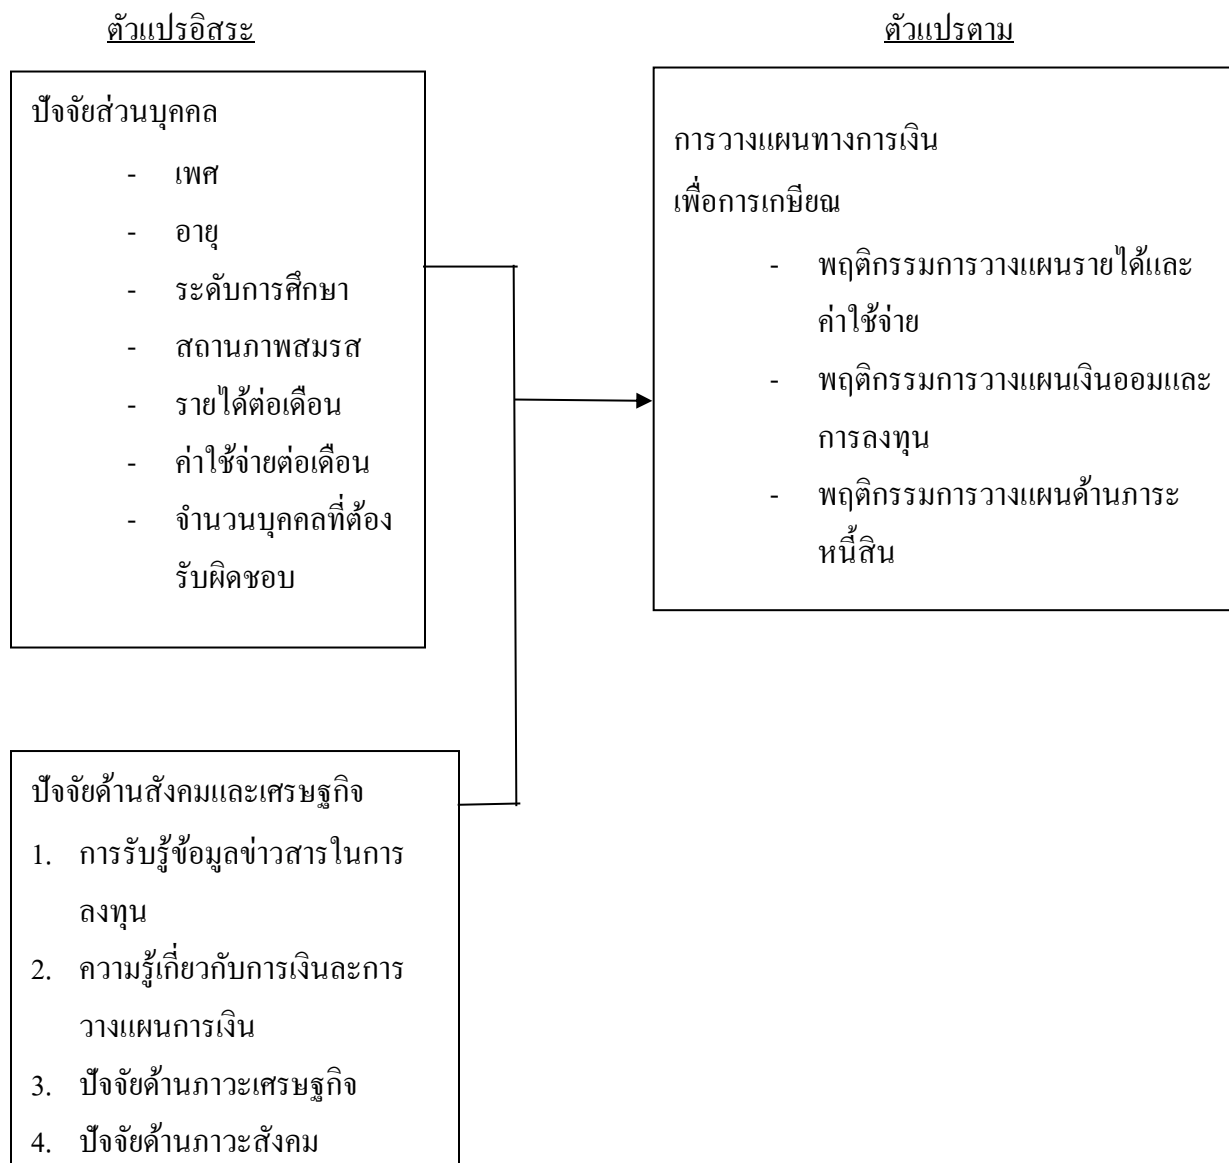 ตัวแปรอิสระ
ตัวแปรตาม
ปัจจัยส่วนบุคคล
- เพศ
- อายุ
- ระดับการศึกษา
- สถานภาพสมรส
- รายได้ต่อเดือน
- ค่าใช้จ่ายต่อเดือน
- จำนวนบุคคลที่ต้อง
รับผิดชอบ
การวางแผนทางการเงิน
เพื่อการเกษียณ
- พฤติกรรมการวางแผนรายได้และ
ค่าใช้จ่าย
- พฤติกรรมการวางแผนเงินออมและ
การลงทุน
- พฤติกรรมการวางแผนด้านภาระ
หนี้สิน
ปัจจัยด้านสังคมและเศรษฐกิจ
1. การรับรู้ข้อมูลข่าวสารในการ
ลงทุน
2. ความรู้เกี่ยวกับการเงินละการ
วางแผนการเงิน
3. ปัจจัยด้านภาวะเศรษฐกิจ
4. ปัจจัยด้านภาวะสังคม